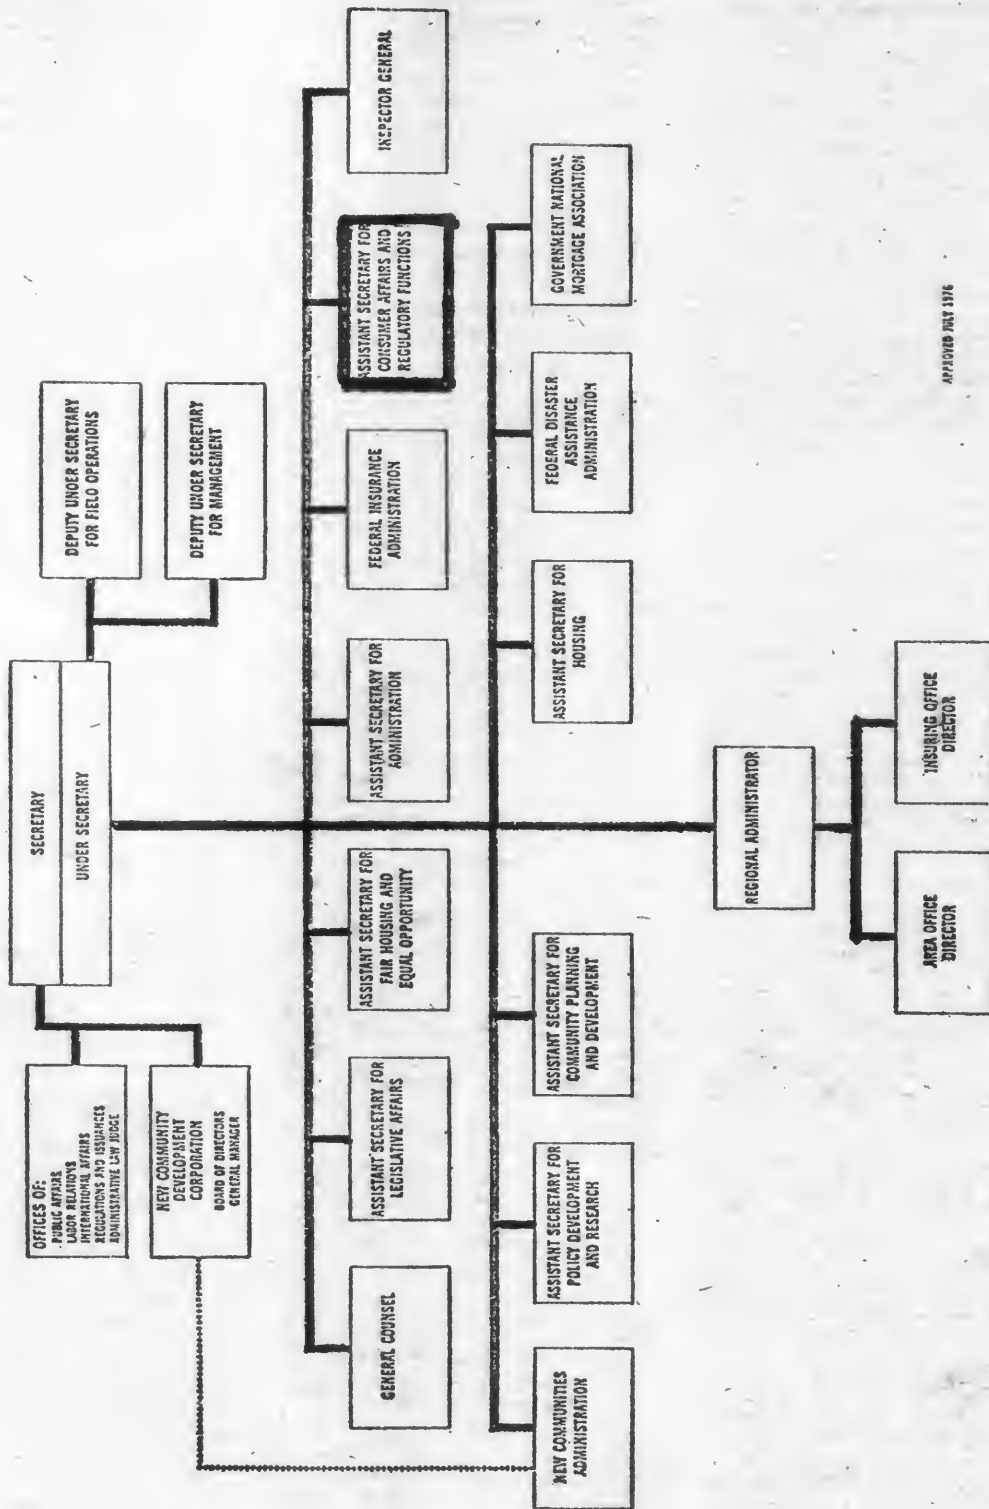 SECRETARY
UNDER SECRETARY
OFFICES OF:
PUBLIC AFFAIRS
LABOR RELATIONS
INTERNATIONAL AFFAIRS
REGULATIONS AND ISSUANCES
ADMINISTRATIVE LAW JUDGE
NEW COMMUNITY
DEVELOPMENT
CORPORATION
BOARD OF DIRECTORS
GENERAL MANAGER
DEPUTY UNDER SECRETARY
FOR FIELD OPERATIONS
DEPUTY UNDER SECRETARY
FOR MANAGEMENT
GENERAL COUNSEL
ASSISTANT SECRETARY FOR
LEGISLATIVE AFFAIRS
ASSISTANT SECRETARY FOR
FAIR HOUSING AND
EQUAL OPPORTUNITY
ASSISTANT SECRETARY FOR
ADMINISTRATION
FEDERAL INSURANCE
ADMINISTRATION
ASSISTANT SECRETARY FOR
CONSUMER AFFAIRS AND
REGULATORY FUNCTIONS
INSPECTOR GENERAL
NEW COMMUNITIES
ADMINISTRATION
ASSISTANT SECRETARY FOR
POLICY DEVELOPMENT
AND RESEARCH
ASSISTANT SECRETARY FOR
COMMUNITY PLANNING
AND DEVELOPMENT
ASSISTANT SECRETARY FOR
HOUSING
FEDERAL DISASTER
ASSISTANCE
ADMINISTRATION
GOVERNMENT NATIONAL
MORTGAGE ASSOCIATION
REGIONAL ADMINISTRATOR
AREA OFFICE
DIRECTOR
INSURING OFFICE
DIRECTOR
APPROVED JULY 1976